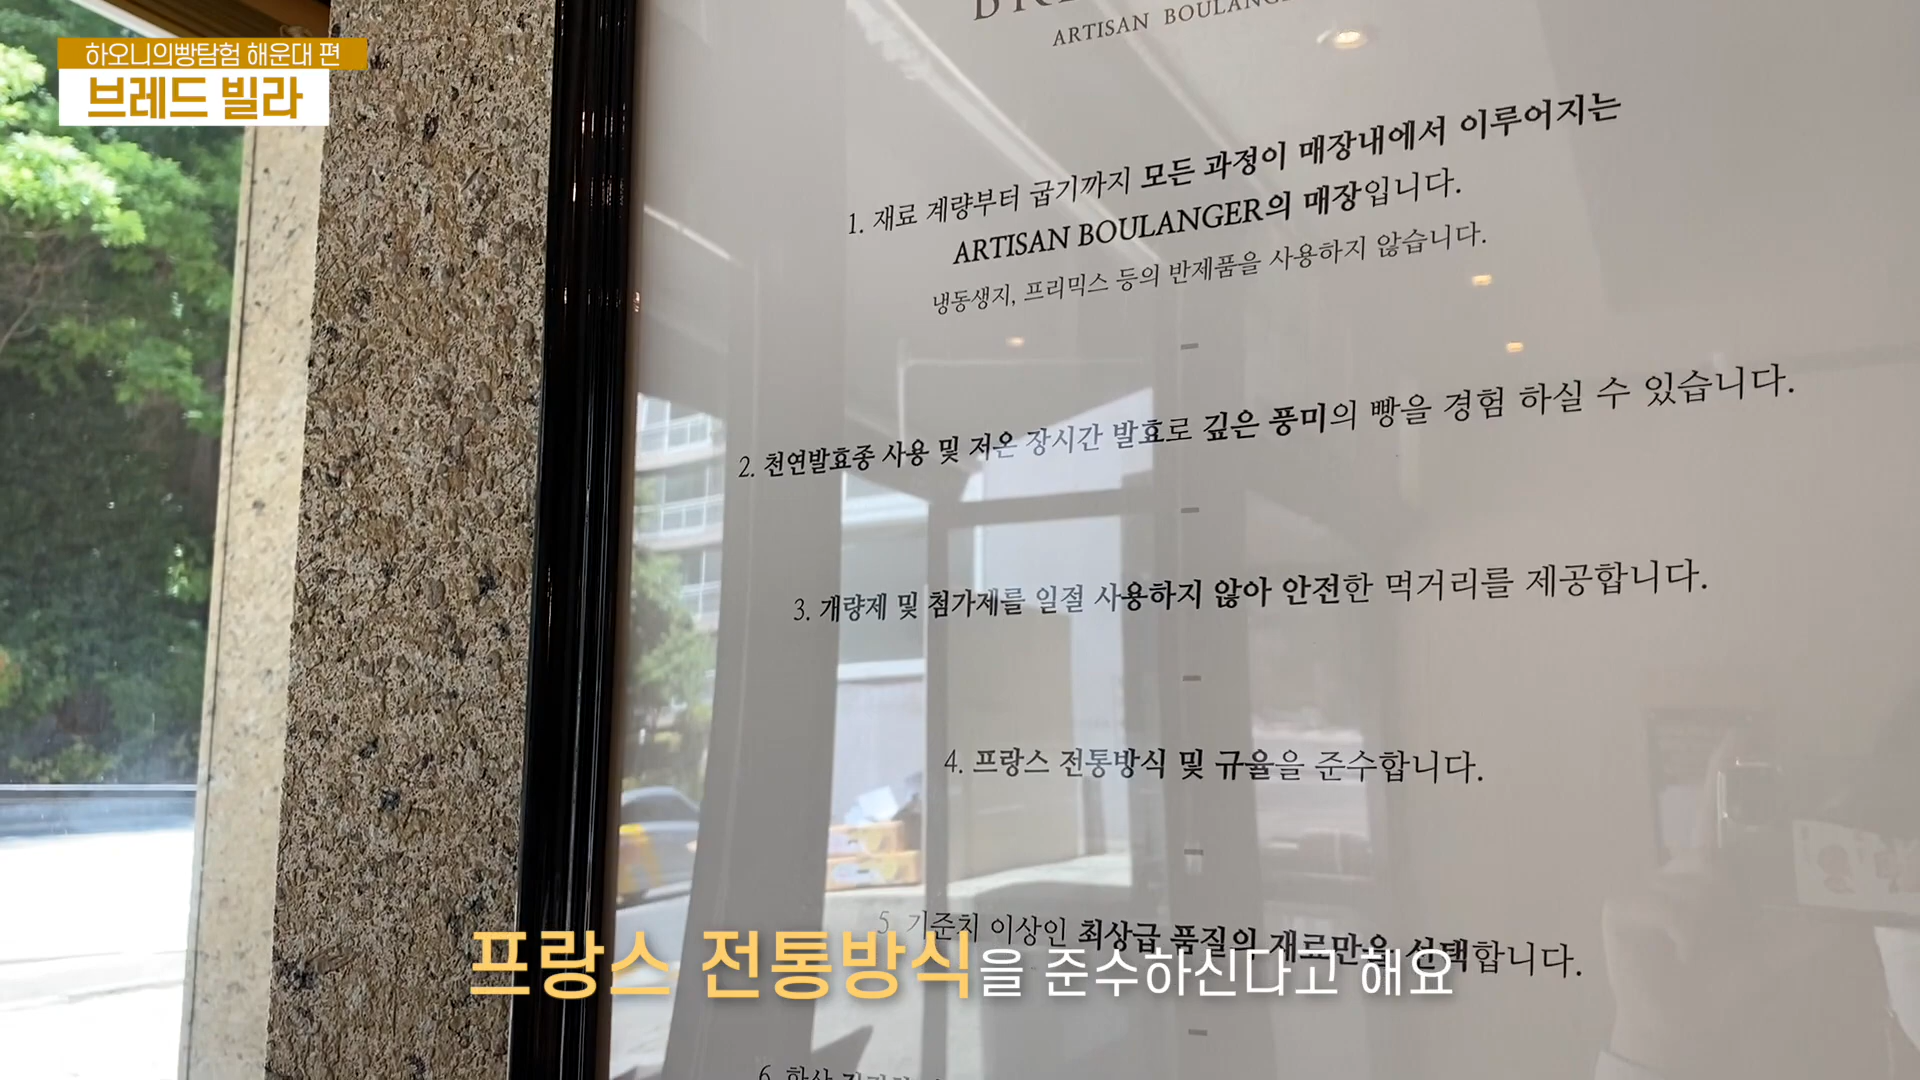 하오니의빵탐험 해운대 편
브레드 빌라
ARTISAN
1. 재료 계량부터 굽기까지 모든 과정이 매장내에서 이루어지는
ARTISAN BOULANGER의 매장입니다.
냉동생지, 프리믹스 등의 반제품을 사용하지 않습니다.
2. 천연발효종 사용 및 저온 장시간 발효로 깊은 풍미의 빵을 경험 하실 수 있습니다.
3. 개량제 및 첨가제를 일절 사용하지 않아 안전한 먹거리를 제공합니다.
4. 프랑스 전통방식 및 규율을 준수합니다.
5. 기준치 이상인 최상급 품질의 재료만을 선택합니다.
프랑스 전통방식을 준수하신다고 해요
6. 항상